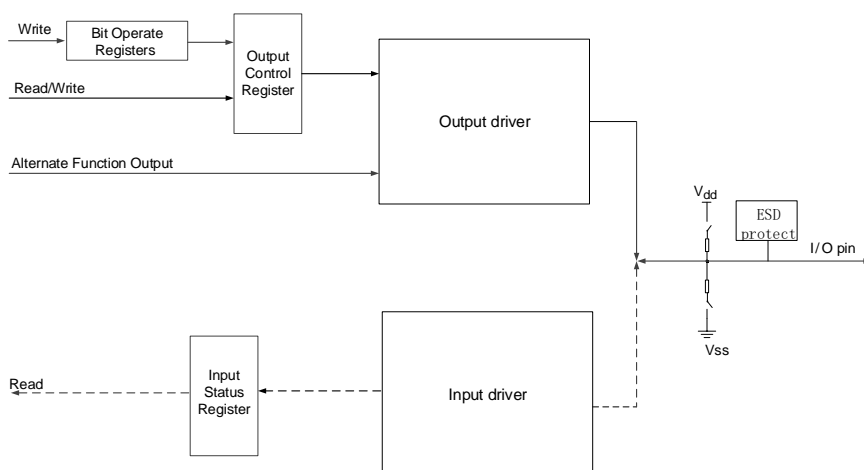 Write
Bit Operate
Registers
Output
Control
Register
Read/Write
Output driver
Alternate Function Output
Vdd
ESD
protect
I/O pin
Vss
Input
Status
Register
Read
Input driver